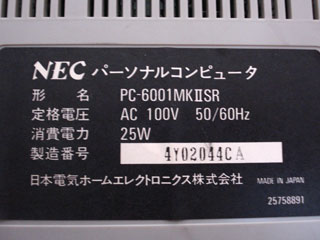 NEC パーソナルコンピュータ
形 名 PC-6001MKⅡSR
定格電圧 AC 100V 50/60Hz
消費電力 25W
製造番号 4Y02044CA
日本電気ホームエレクトロニクス株式会社 MADE IN JAPAN
25758891